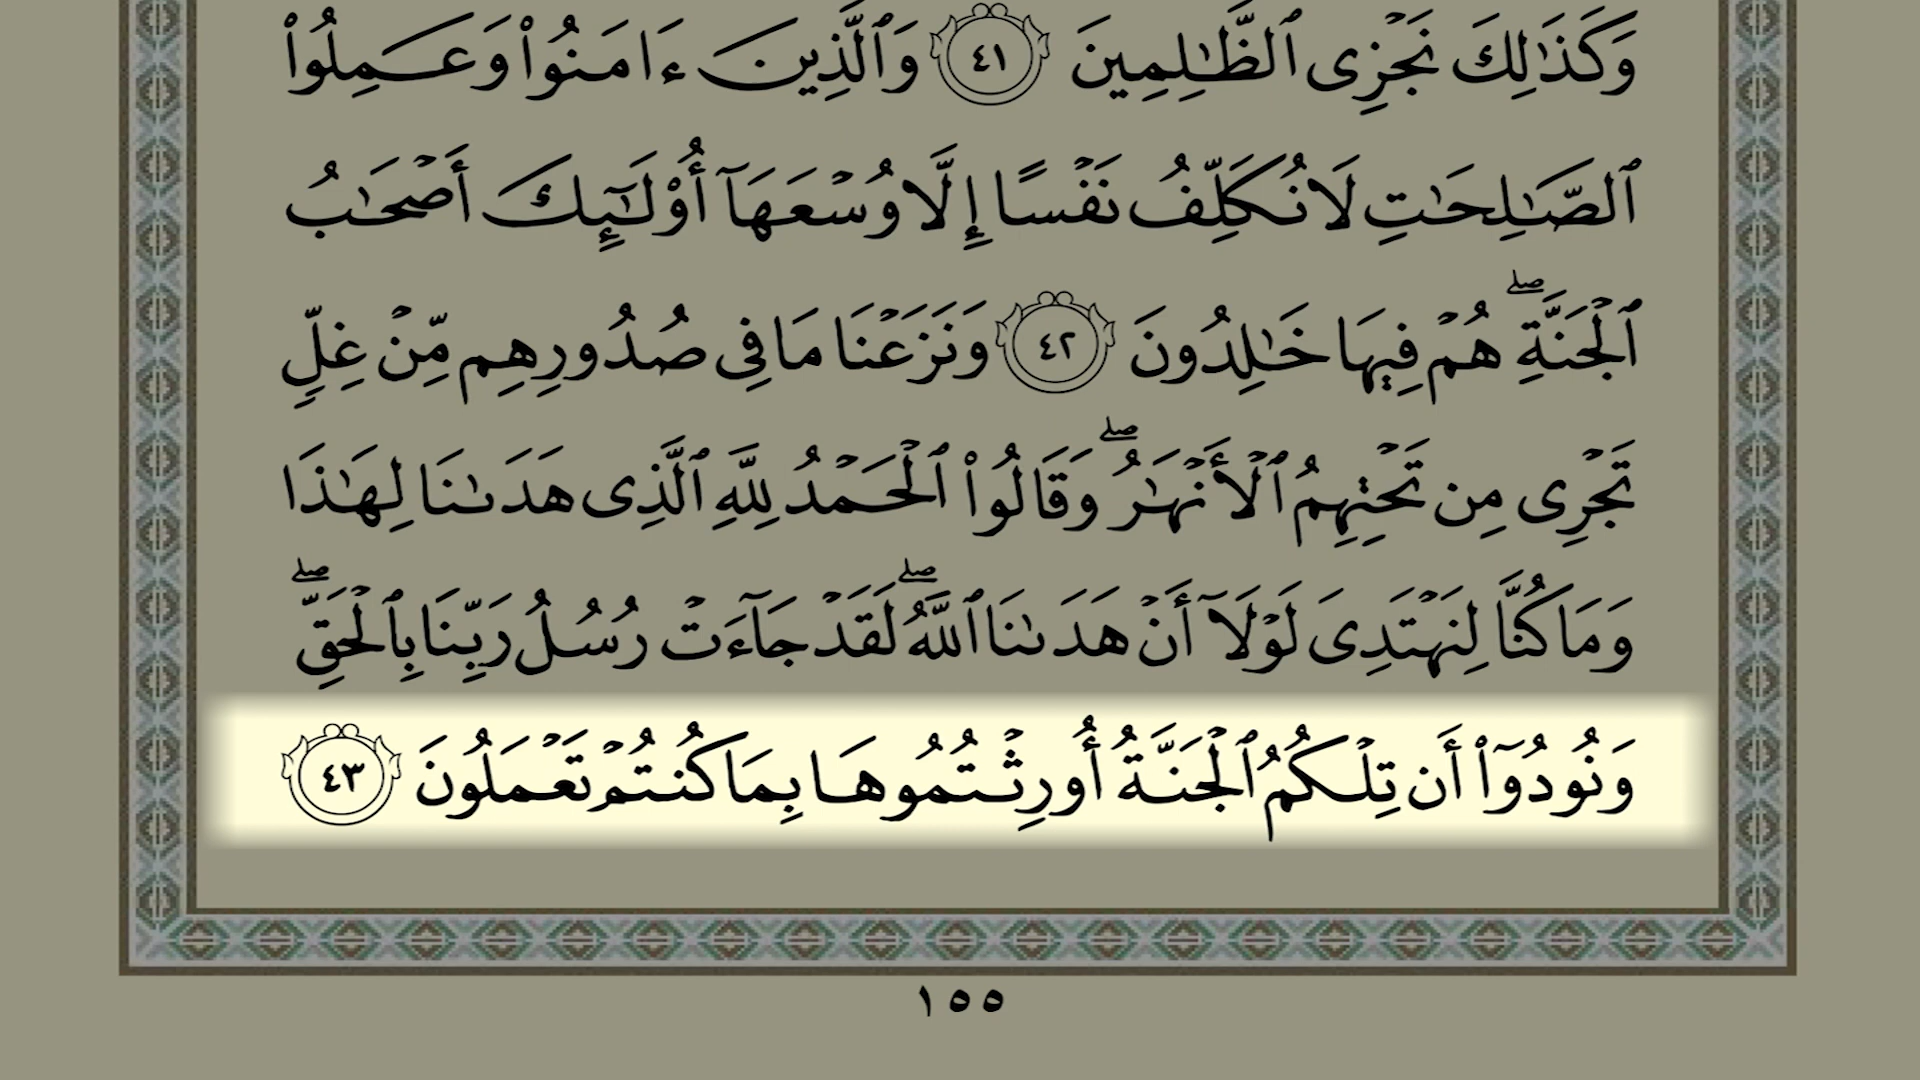 وَكَذَٰلِكَ نَجْزِى ٱلظَّٰلِمِينَ ٤١ وَٱلَّذِينَ ءَامَنُوا۟ وَعَمِلُوا۟
ٱلصَّٰلِحَٰتِ لَا نُكَلِّفُ نَفْسًا إِلَّا وُسْعَهَآ أُو۟لَٰٓئِكَ أَصْحَٰبُ
ٱلْجَنَّةِ ۖ هُمْ فِيهَا خَٰلِدُونَ ٤٢ وَنَزَعْنَا مَا فِى صُدُورِهِم مِّنْ غِلٍّ
تَجْرِى مِن تَحْتِهِمُ ٱلْأَنْهَٰرُ ۖ وَقَالُوا۟ ٱلْحَمْدُ لِلَّهِ ٱلَّذِى هَدَىٰنَا لِهَٰذَا
وَمَا كُنَّا لِنَهْتَدِىَ لَوْلَآ أَنْ هَدَىٰنَا ٱللَّهُ ۖ لَقَدْ جَآءَتْ رُسُلُ رَبِّنَا بِٱلْحَقِّ ۖ
وَنُودُوٓا۟ أَن تِلْكُمُ ٱلْجَنَّةُ أُورِثْتُمُوهَا بِمَا كُنتُمْ تَعْمَلُونَ ٤٣
١٥٥